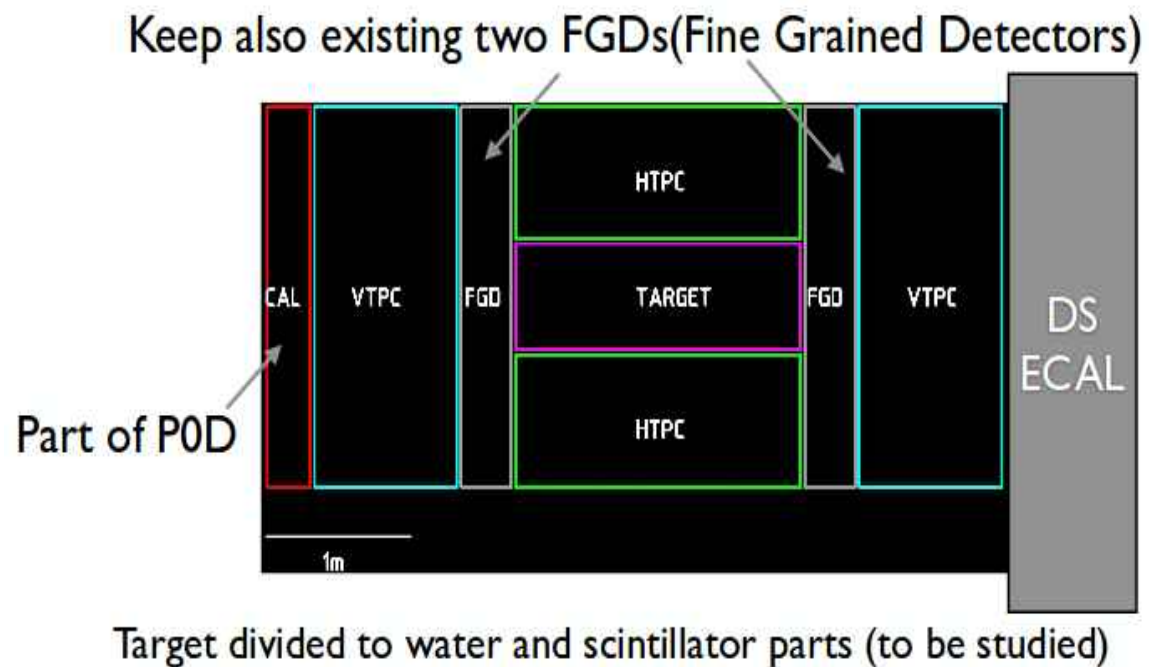 Keep also existing two FGDs(Fine Grained Detectors)
HTPC
CAL VTPC FGD TARGET FGD VTPC
DS
ECAL
Part of P0D
HTPC
1m
Target divided to water and scintillator parts (to be studied)